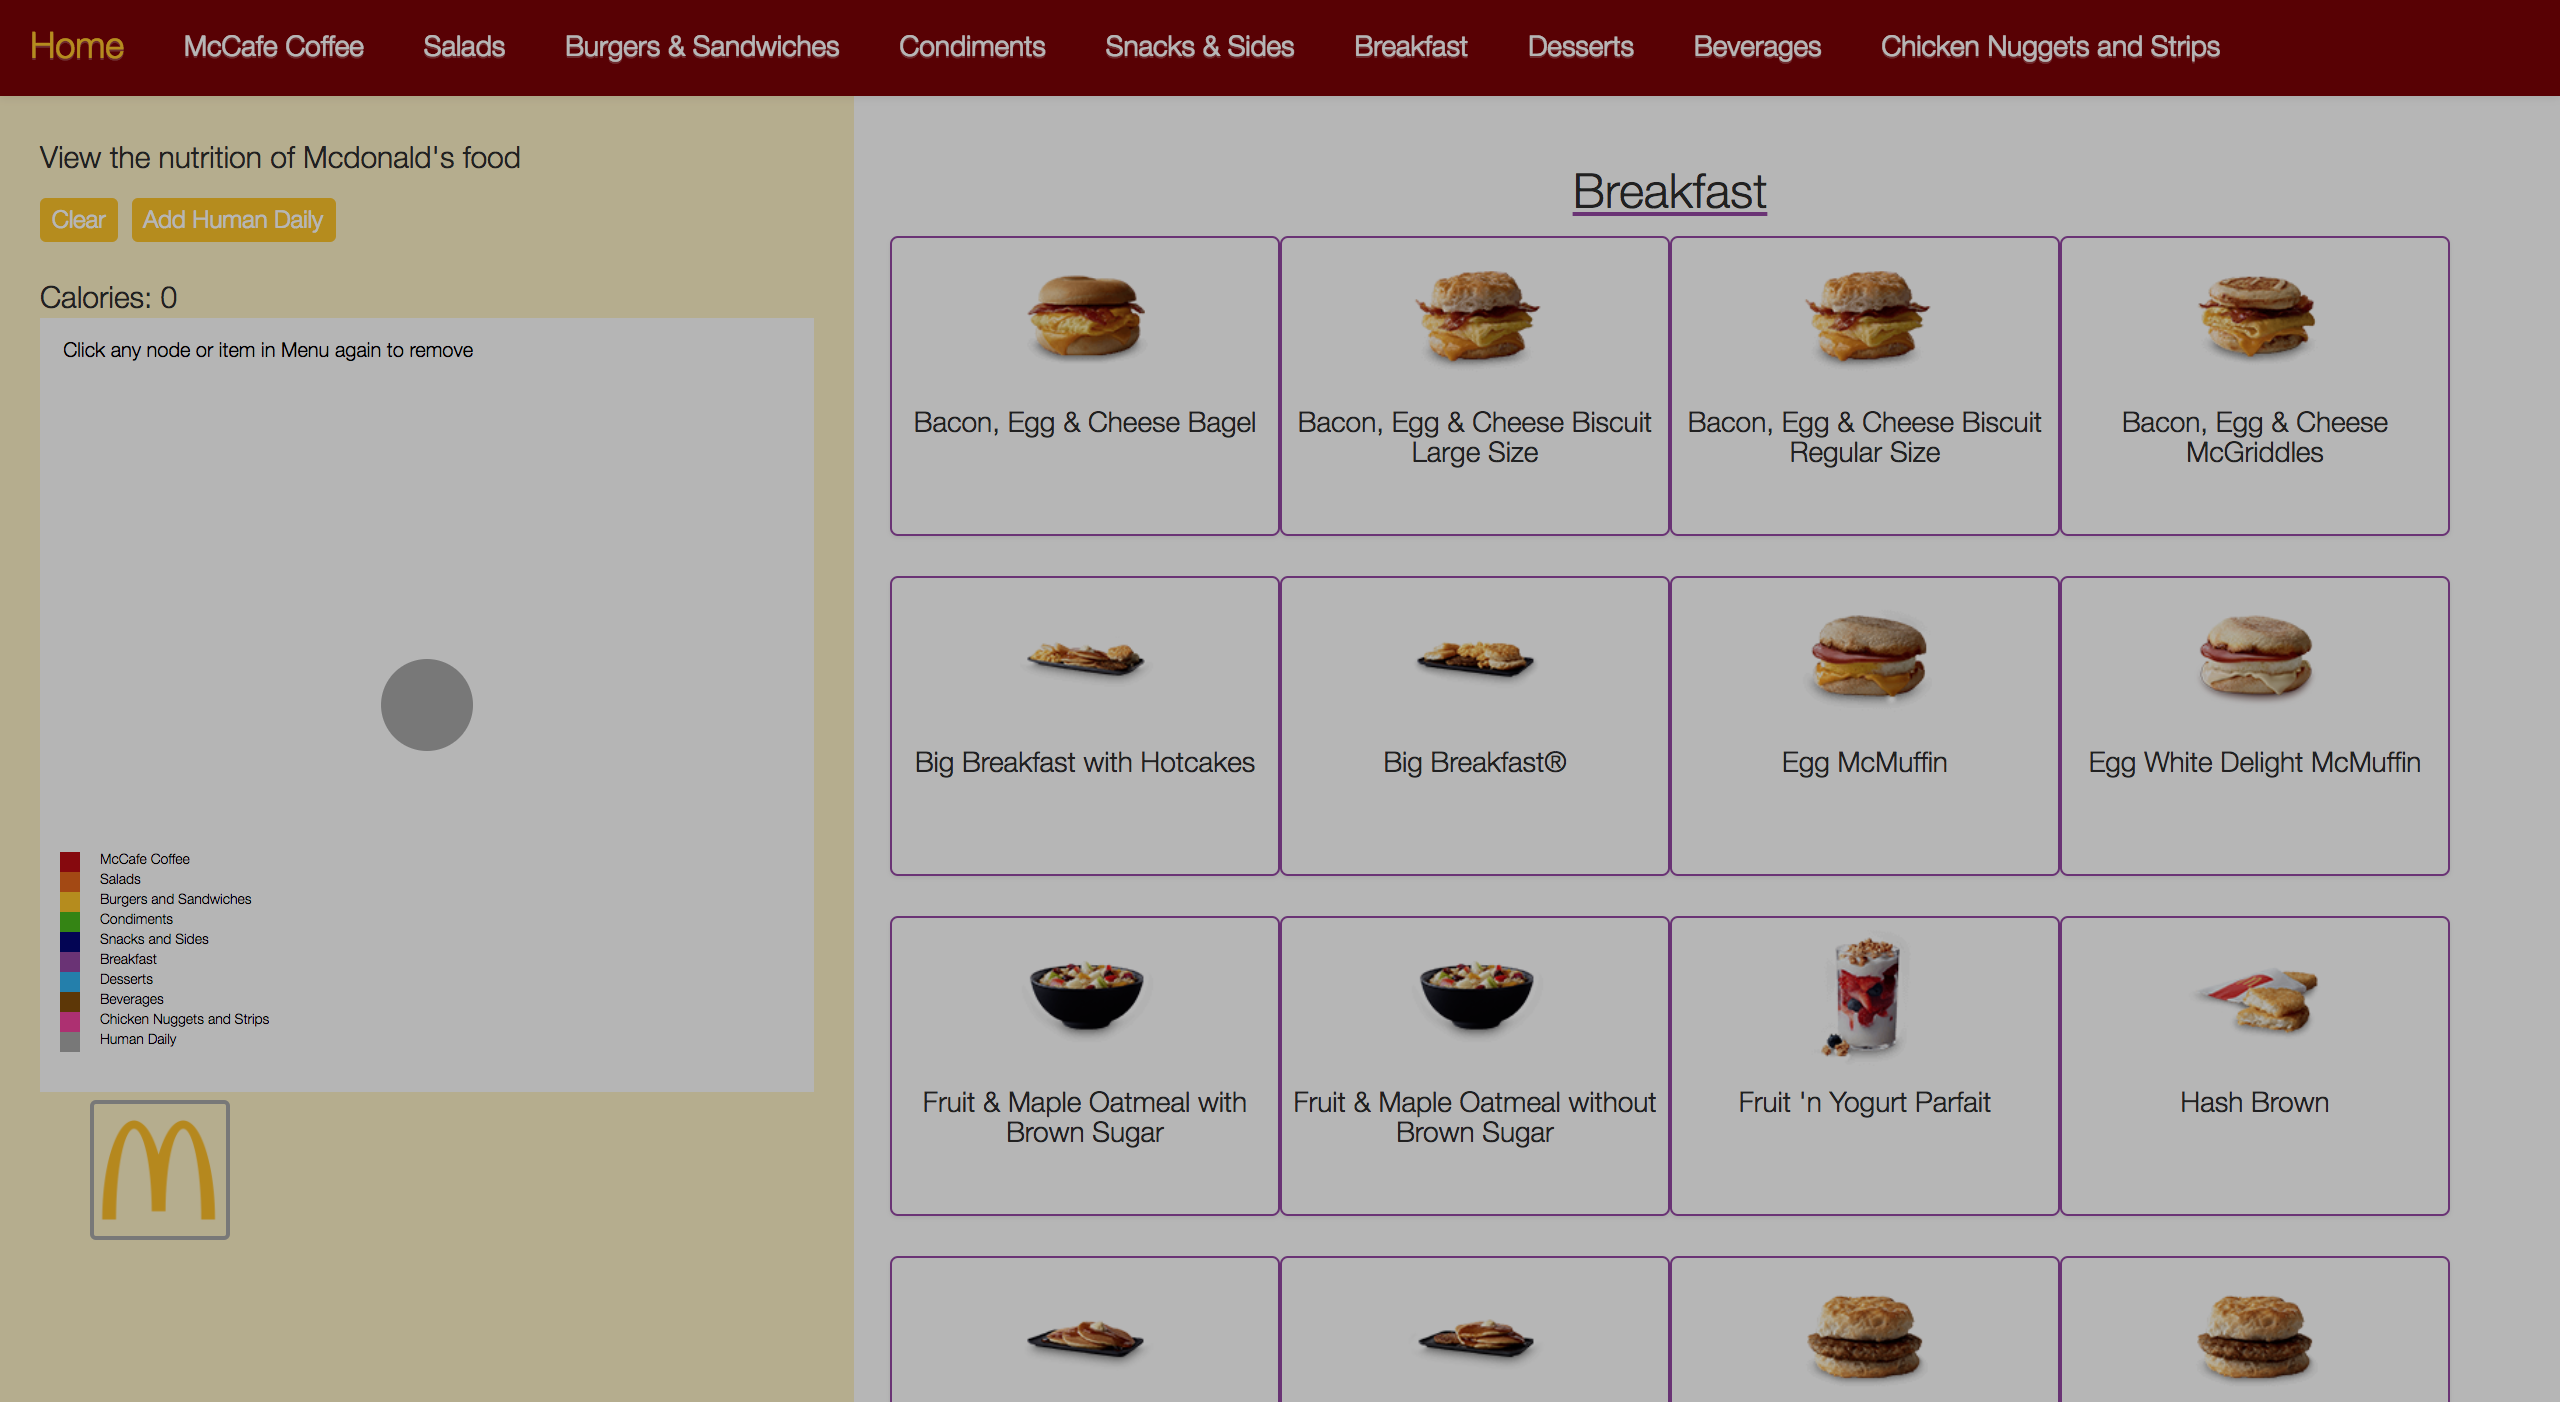 Home McCafe Coffee Salads Burgers & Sandwiches Condiments Snacks & Sides Breakfast Desserts Beverages Chicken Nuggets and Strips
View the nutrition of Mcdonald's food
Clear Add Human Daily
Calories: 0
Click any node or item in Menu again to remove
McCafe Coffee
Salads
Burgers and Sandwiches
Condiments
Snacks and Sides
Breakfast
Desserts
Beverages
Chicken Nuggets and Strips
Human Daily
Breakfast
Bacon, Egg & Cheese Bagel
Bacon, Egg & Cheese Biscuit
Large Size
Bacon, Egg & Cheese Biscuit
Regular Size
Bacon, Egg & Cheese
McGriddles
Big Breakfast with Hotcakes
Big Breakfast®
Egg McMuffin
Egg White Delight McMuffin
Fruit & Maple Oatmeal with
Brown Sugar
Fruit & Maple Oatmeal without
Brown Sugar
Fruit 'n Yogurt Parfait
Hash Brown